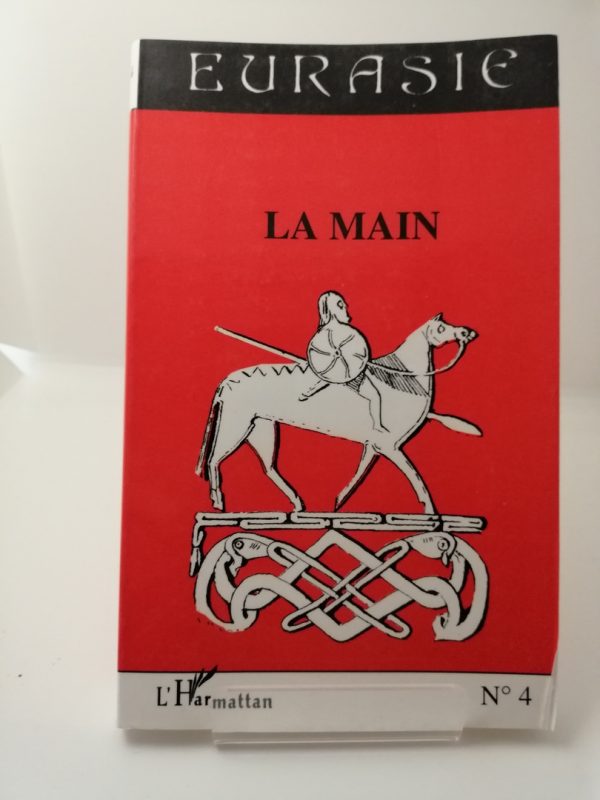 EURASIE
LA MAIN
L'Harmattan
N° 4